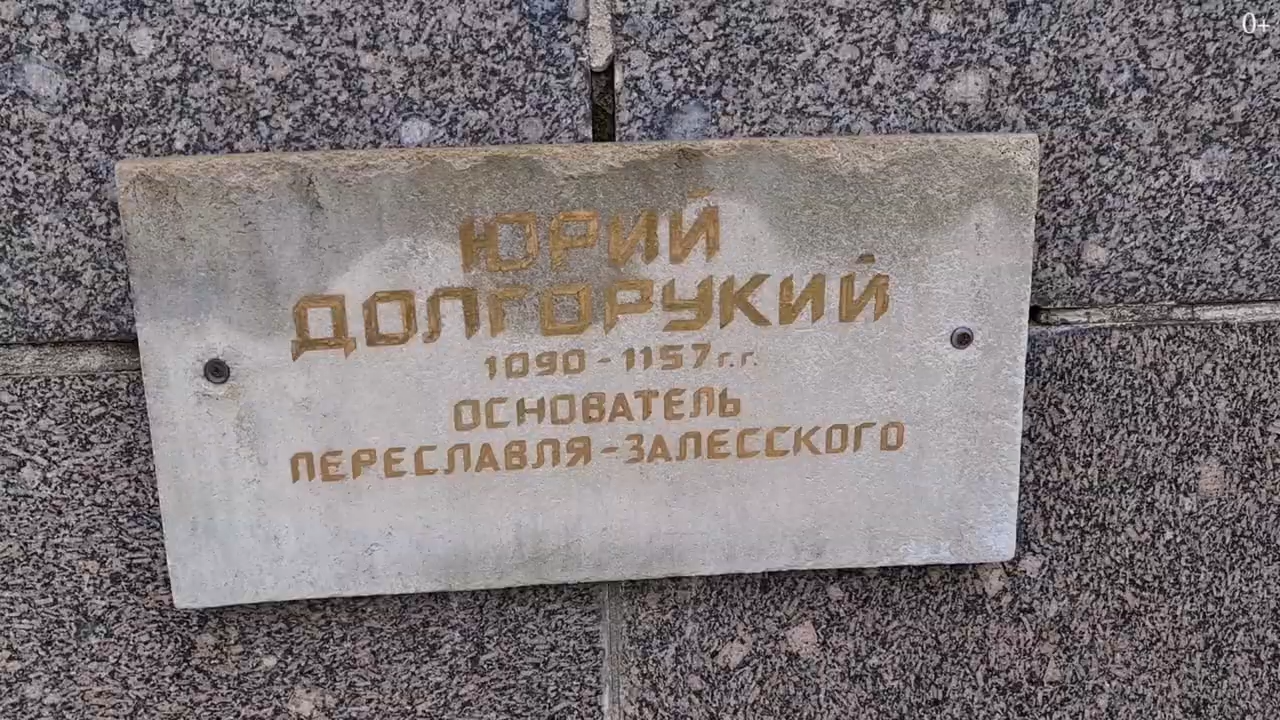 0+
ЮРИЙ
ДОЛГОРУКИЙ
1090 - 1157 г.г.
ОСНОВАТЕЛЬ
ПЕРЕСЛАВЛЯ-ЗАЛЕССКОГО